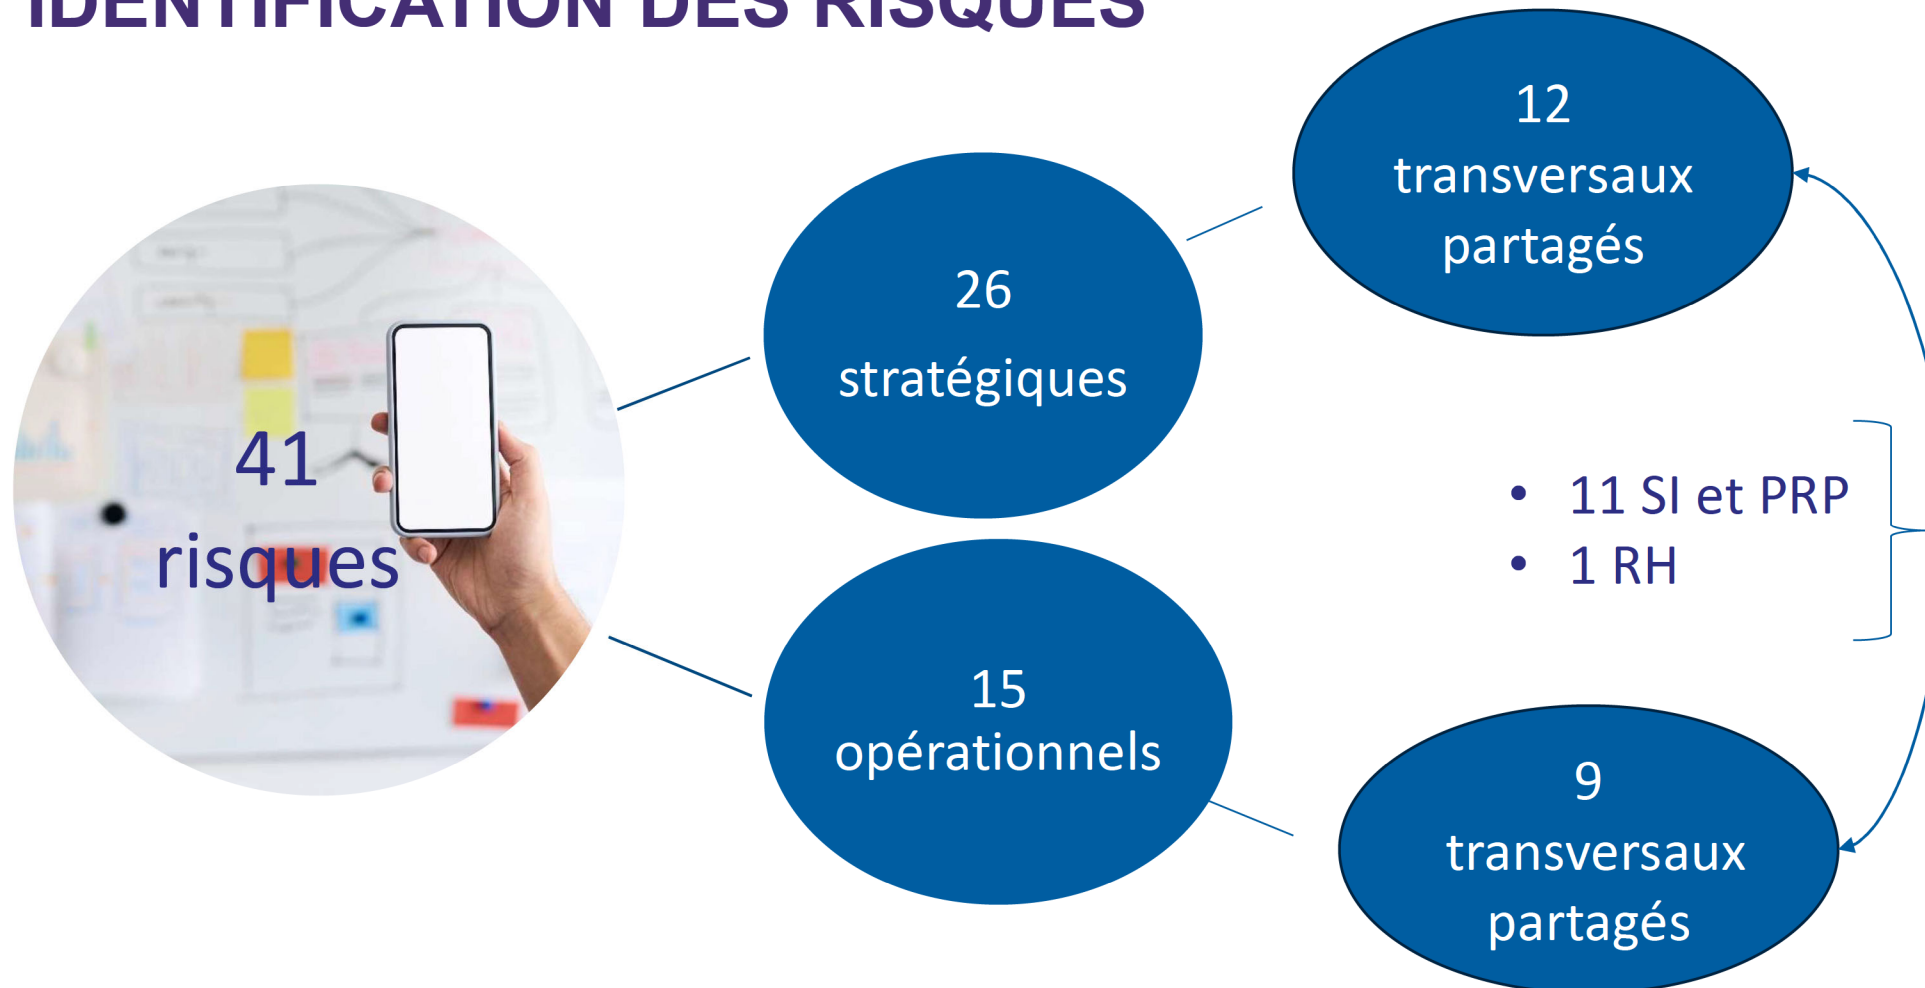 IDENTIFICATION DES RISQUES
41
risques
26
stratégiques
15
opérationnels
12
transversaux
partagés
• 11 SI et PRP
• 1 RH
9
transversaux
partagés